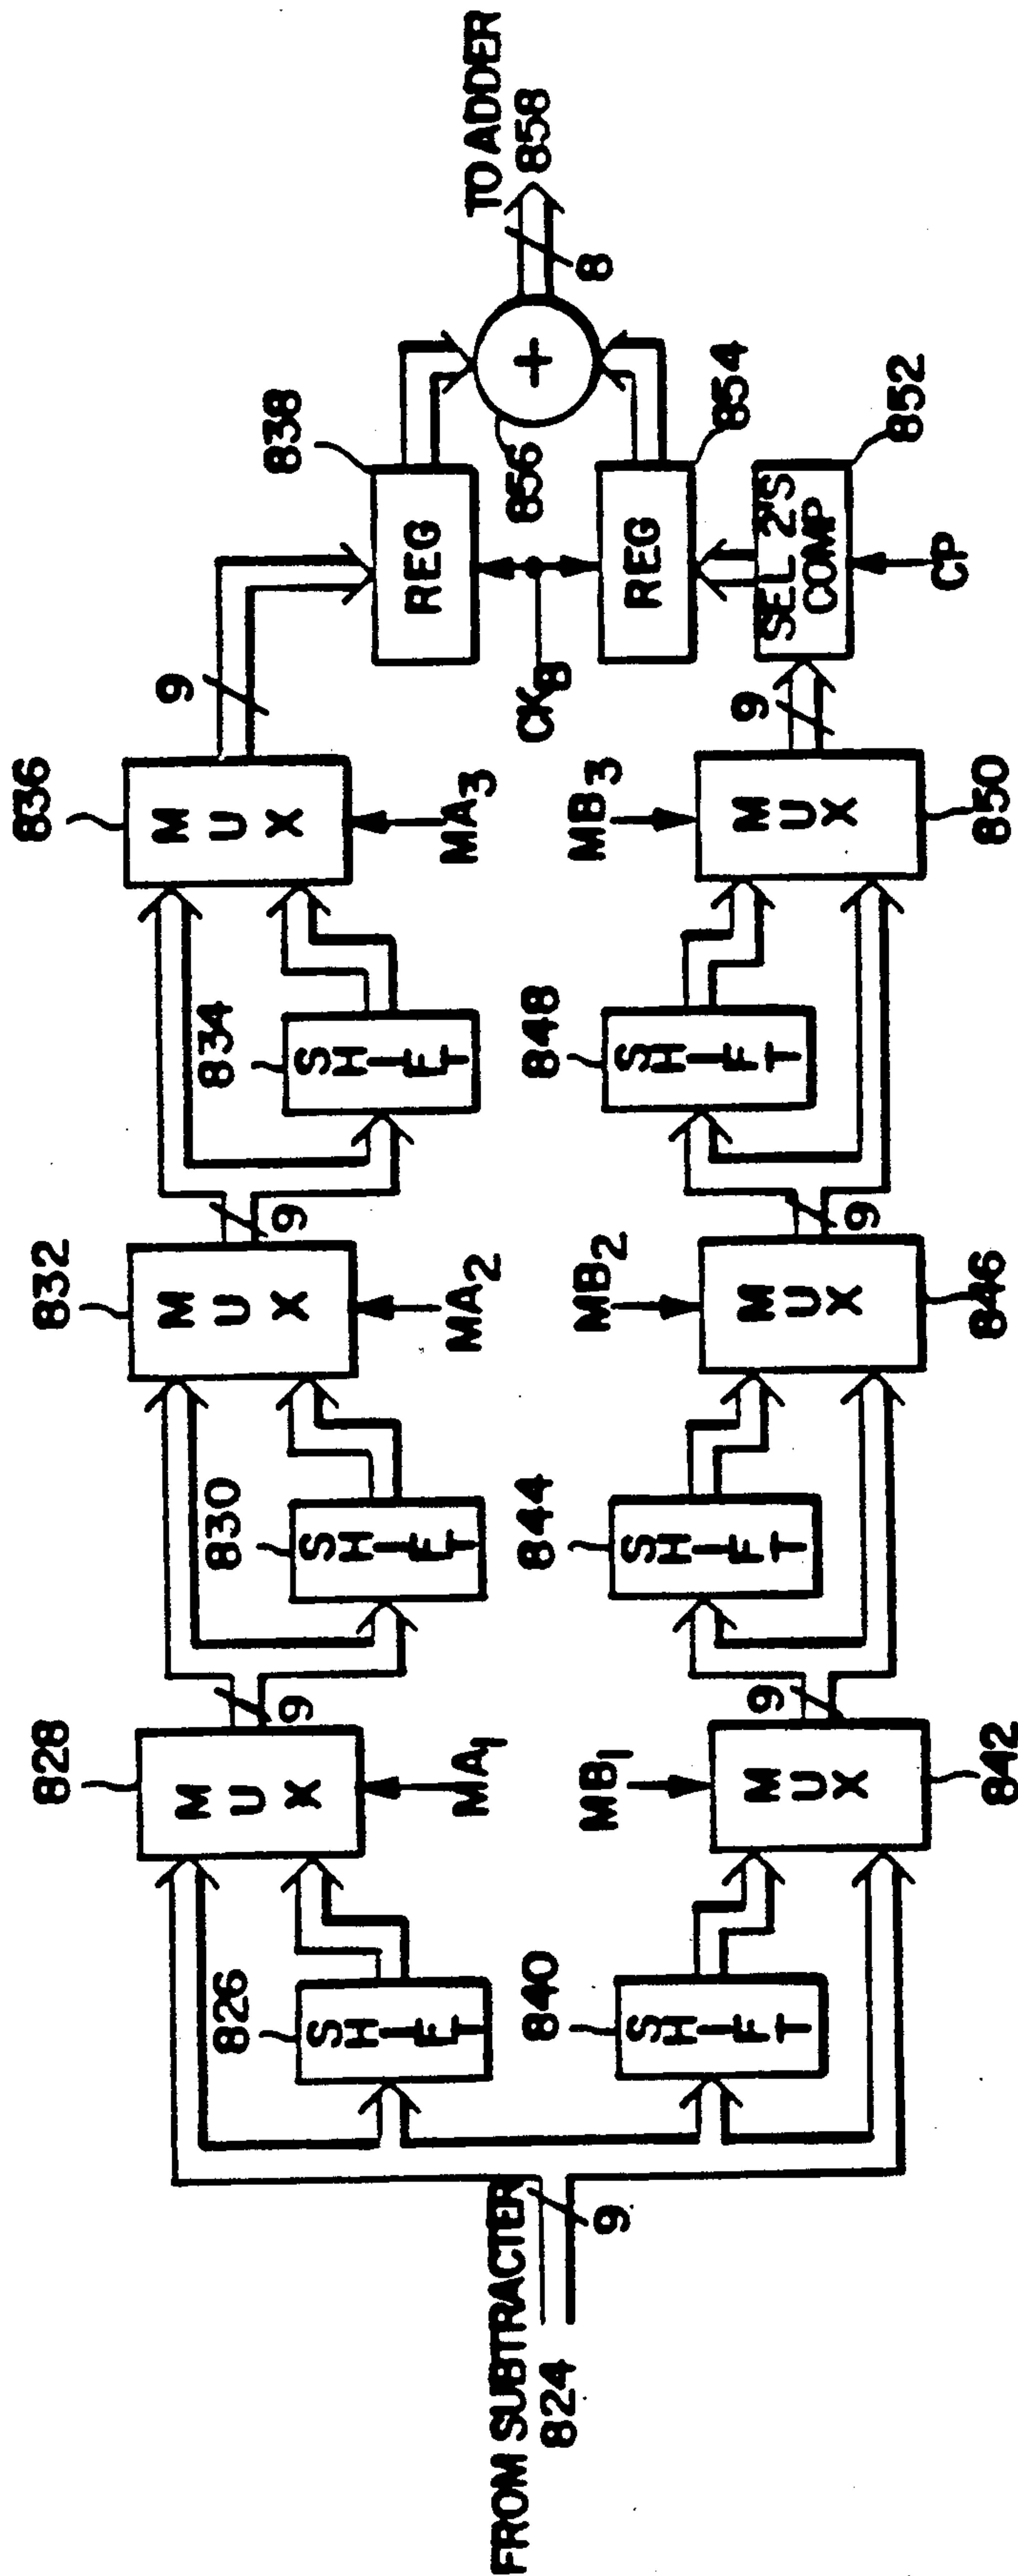 836
832
828
MUX
MUX
MUX
9
9
9
838
834
830
826
SHIFT
SHIFT
SHIFT
REG
MA3
MA2
MA1
TO ADDER
858
8
+
856
CKB
FROM SUBTRACTER
824
9
MB3
MB2
MB1
848
844
840
SHIFT
SHIFT
SHIFT
REG
854
9
9
9
MUX
MUX
MUX
SEL 2'S
COMP
852
CP
850
846
842